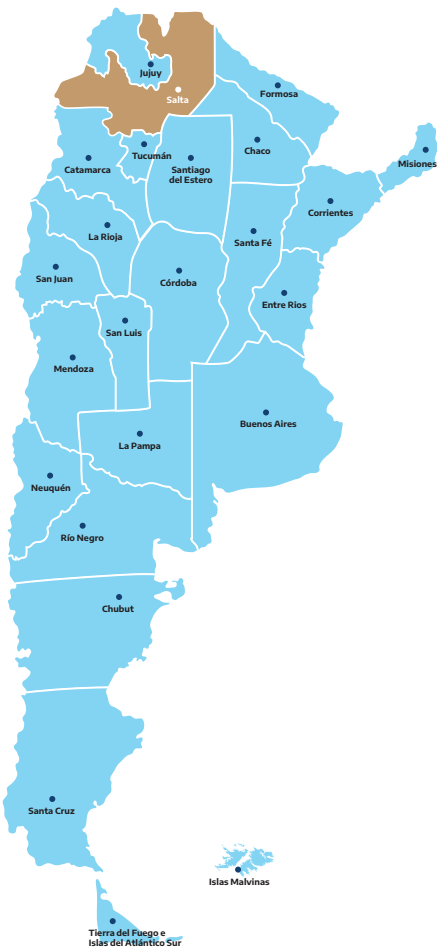 Jujuy
Salta
Formosa
Tucumán
Chaco
Catamarca
Santiago
del Estero
Misiones
Corrientes
La Rioja
Santa Fé
San Juan
Córdoba
Entre Rios
San Luis
Mendoza
Buenos Aires
La Pampa
Neuquén
Río Negro
Chubut
Santa Cruz
Islas Malvinas
Tierra del Fuego e
Islas del Atlántico Sur